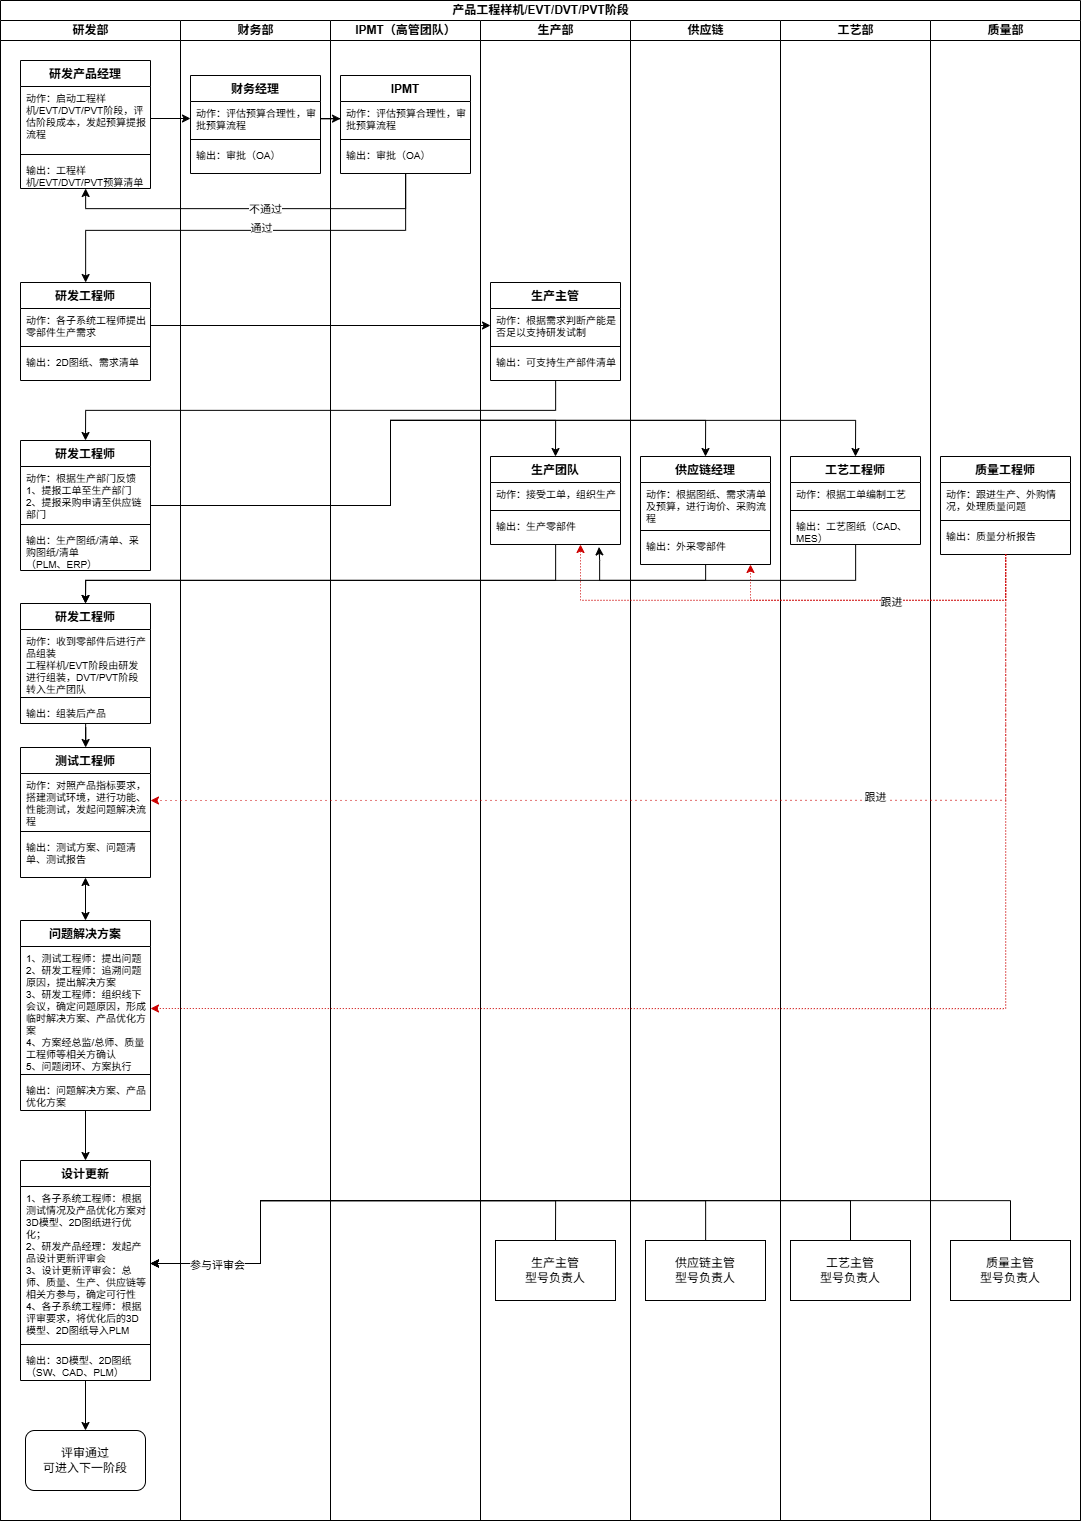 产品工程样机/EVT/DVT/PVT阶段
研发部
财务部
IPMT（高管团队）
生产部
供应链
工艺部
质量部
研发产品经理
动作：启动工程样
机/EVT/DVT/PVT阶段，评
估阶段成本，发起预算提报
流程
输出：工程样
机/EVT/DVT/PVT预算清单
财务经理
动作：评估预算合理性，审
批预算流程
输出：审批（OA）
IPMT
动作：评估预算合理性，审
批预算流程
输出：审批（OA）
不通过
通过
研发工程师
动作：各子系统工程师提出
零部件生产需求
输出：2D图纸、需求清单
生产主管
动作：根据需求判断产能是
否足以支持研发试制
输出：可支持生产部件清单
研发工程师
动作：根据生产部门反馈
1、提报工单至生产部门
2、提报采购申请至供应链
部门
输出：生产图纸/清单、采
购图纸/清单
（PLM、ERP）
生产团队
动作：接受工单，组织生产
输出：生产零部件
供应链经理
动作：根据图纸、需求清单
及预算，进行询价、采购流
程
输出：外采零部件
工艺工程师
动作：根据工单编制工艺
输出：工艺图纸（CAD、
MES）
质量工程师
动作：跟进生产、外购情
况，处理质量问题
输出：质量分析报告
跟进
研发工程师
动作：收到零部件后进行产
品组装
工程样机/EVT阶段由研发
进行组装，DVT/PVT阶段
转入生产团队
输出：组装后产品
测试工程师
动作：对照产品指标要求，
搭建测试环境，进行功能、
性能测试，发起问题解决流
程
输出：测试方案、问题清
单、测试报告
跟进
问题解决方案
1、测试工程师：提出问题
2、研发工程师：追溯问题
原因，提出解决方案
3、研发工程师：组织线下
会议，确定问题原因，形成
临时解决方案、产品优化方
案
4、方案经总监/总师、质量
工程师等相关方确认
5、问题闭环、方案执行
输出：问题解决方案、产品
优化方案
设计更新
1、各子系统工程师：根据
测试情况及产品优化方案对
3D模型、2D图纸进行优
化；
2、研发产品经理：发起产
品设计更新评审会
3、设计更新评审会：总
师、质量、生产、供应链等
相关方参与，确定可行性
4、各子系统工程师：根据
评审要求，将优化后的3D
模型、2D图纸导入PLM
输出：3D模型、2D图纸
（SW、CAD、PLM）
参与评审会
生产主管
型号负责人
供应链主管
型号负责人
工艺主管
型号负责人
质量主管
型号负责人
评审通过
可进入下一阶段